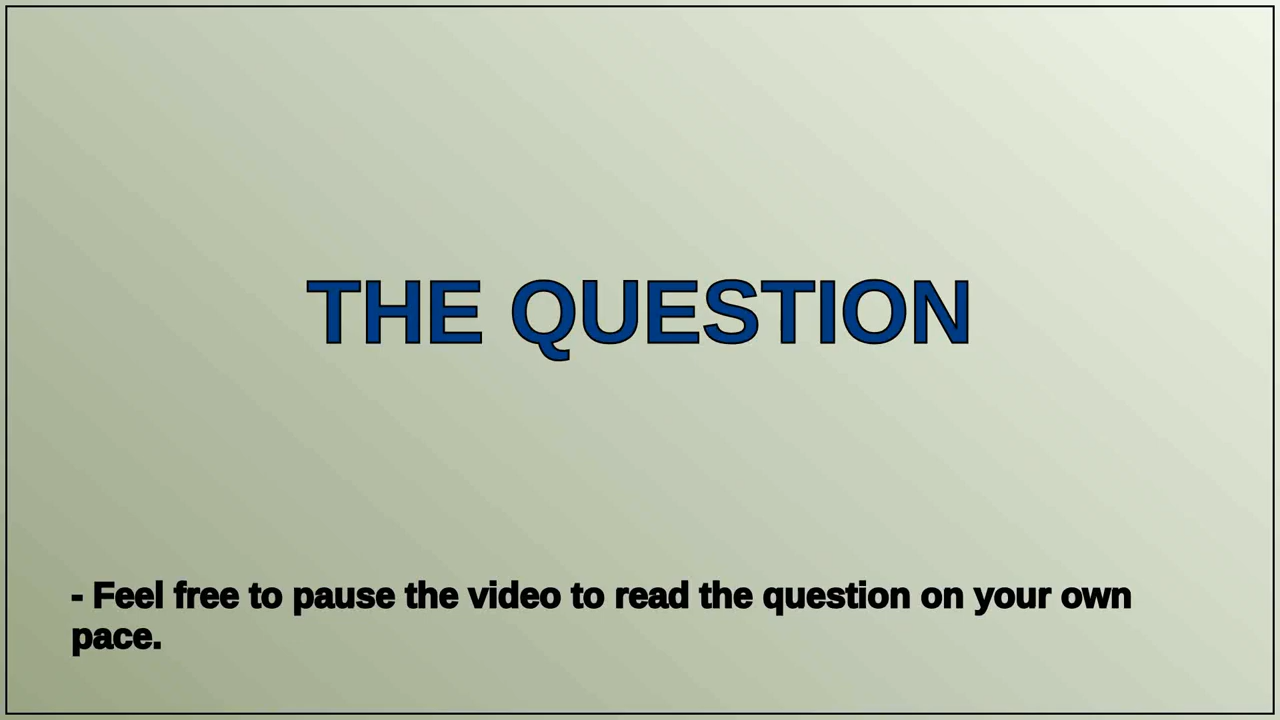 THE QUESTION
- Feel free to pause the video to read the question on your own
pace.